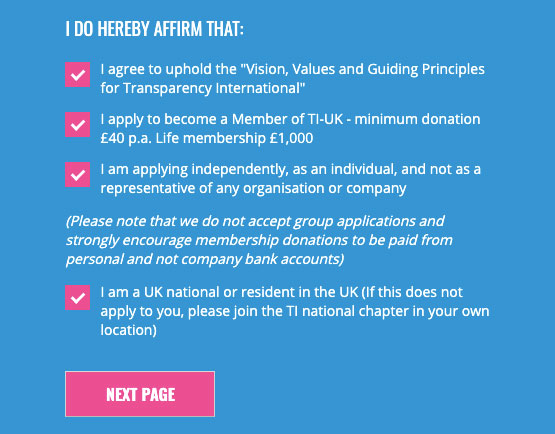 I DO HEREBY AFFIRM THAT:
I agree to uphold the "Vision, Values and Guiding Principles
for Transparency International"
I apply to become a Member of TI-UK - minimum donation
£40 p.a. Life membership £1,000
I am applying independently, as an individual, and not as a
representative of any organisation or company
(Please note that we do not accept group applications and
strongly encourage membership donations to be paid from
personal and not company bank accounts)
I am a UK national or resident in the UK (If this does not
apply to you, please join the TI national chapter in your own
location)
NEXT PAGE